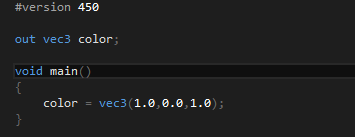 #version 450
out vec3 color;
void main()
{
color = vec3(1.0,0.0,1.0);
}